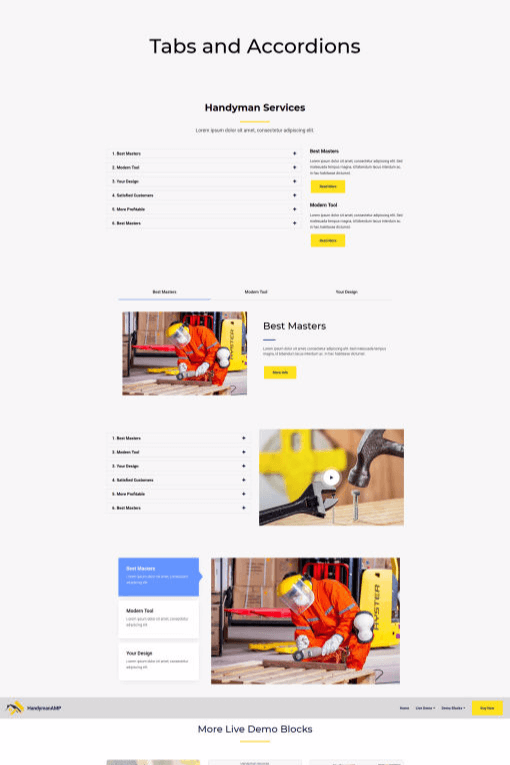 Tabs and Accordions
Handyman Services
Lorem ipsum dolor sit amet, consectetur adipiscing elit.
1. Best Masters
2. Modern Tool
3. Your Design
4. Satisfied Customers
5. More Profitable
6. Best Masters
Best Masters
Lorem ipsum dolor sit amet, consectetur adipiscing elit. Sed
malesuada tempus magna, id bibendum lacus vehicula ac.
In hac habitasse dictumst.
Read More
Modern Tool
Lorem ipsum dolor sit amet, consectetur adipiscing elit. Sed
malesuada tempus magna, id bibendum lacus vehicula ac.
In hac habitasse dictumst.
Read More
Best Masters
Modern Tool
Your Design
HYSTER
Best Masters
Lorem ipsum dolor sit amet, consectetur adipiscing elit. Sed malesuada tempus
magna, id bibendum lacus vehicula ac. In hac habitasse dictumst.
More Info
1. Best Masters
2. Modern Tool
3. Your Design
4. Satisfied Customers
5. More Profitable
6. Best Masters
Best Masters
Lorem ipsum dolor sit amet, consectetur
adipiscing elit.
Modern Tool
Lorem ipsum dolor sit amet, consectetur
adipiscing elit.
Your Design
Lorem ipsum dolor sit amet, consectetur
adipiscing elit.
HYSTER
HandymanAMP
Home
Live Demo
Demo Blocks
Buy Now
More Live Demo Blocks